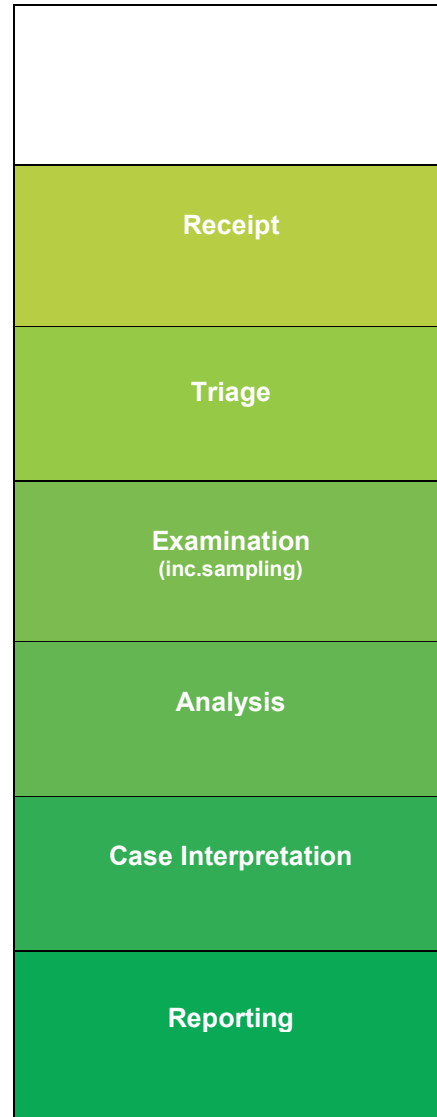 Receipt
Triage
Examination
(inc.sampling)
Analysis
Case Interpretation
Reporting